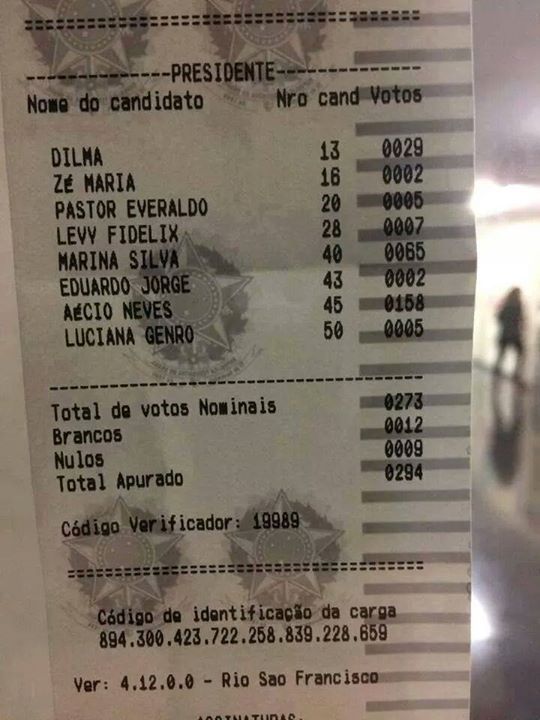 PRESIDENTE
Nome do candidato Nro cand Votos
DILMA 13 0029
ZÉ MARIA 16 0002
PASTOR EVERALDO 20 0005
LEVY FIDELIX 28 0007
MARINA SILVA 40 0065
EDUARDO JORGE 43 0002
AÉCIO NEVES 45 0158
LUCIANA GENRO 50 0005
Total de votos Nominais 0273
Brancos 0012
Nulos 0009
Total Apurado 0294
Código Verificador: 19989
Código de identificação da carga
894.300.423.722.258.839.228.659
Ver: 4.12.0.0 - Rio Sao Francisco
ASSINATURAS: